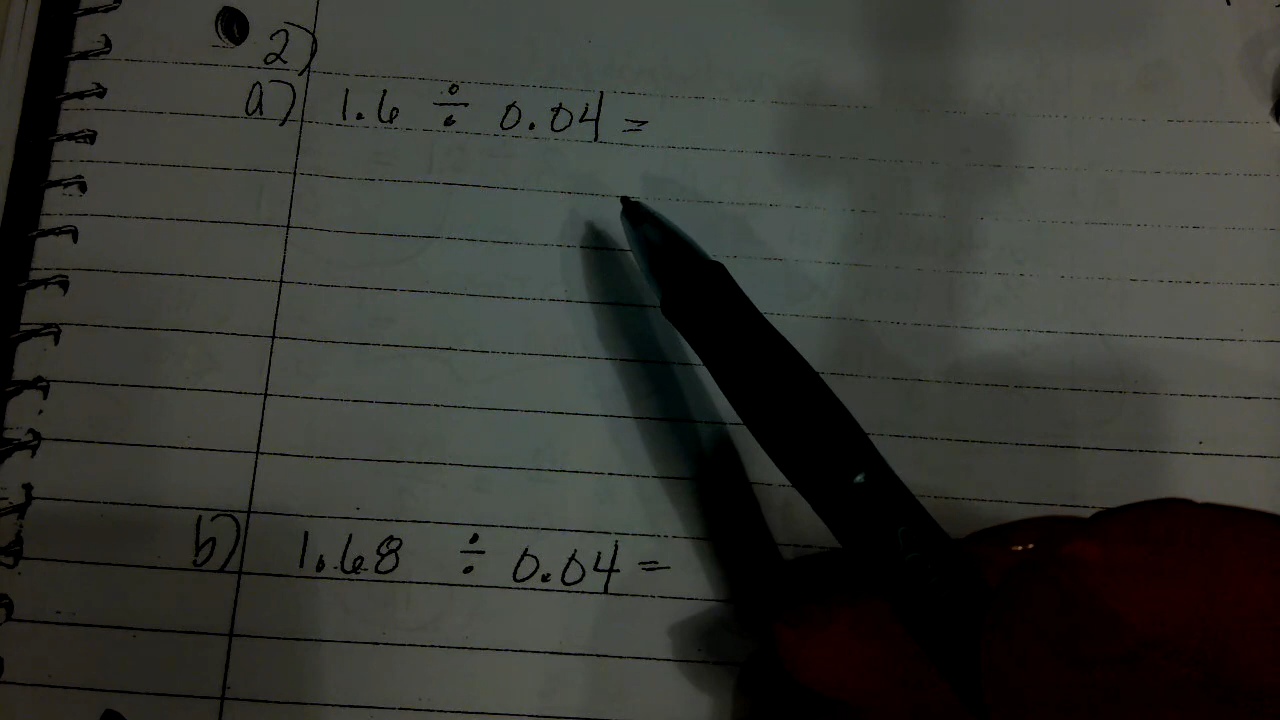 2)
a) 1.6 ÷ 0.04 =
b) 1.68 ÷ 0.04 =